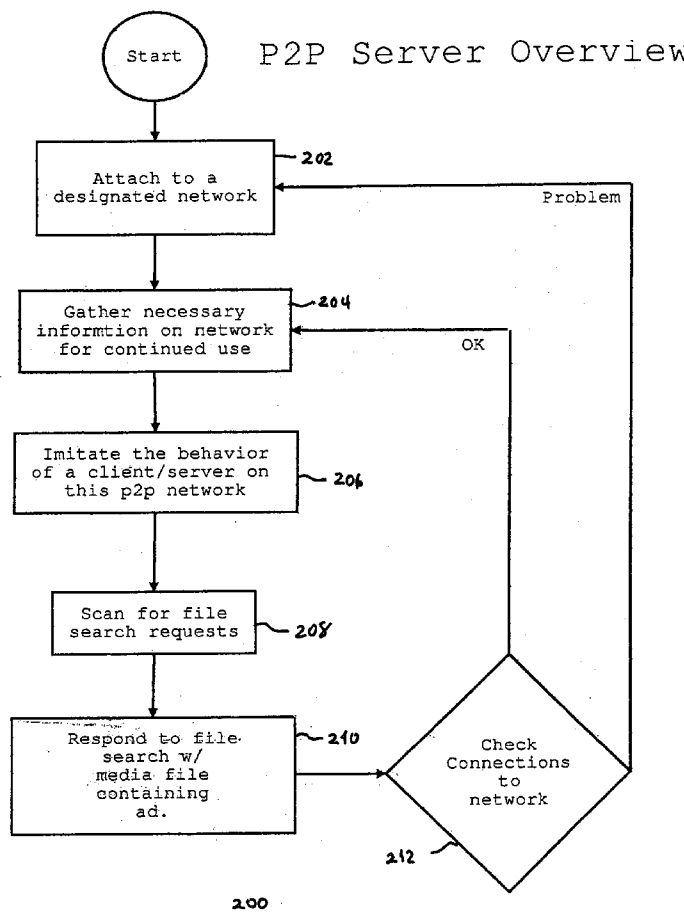 P2P Server Overview
Start
202
Attach to a
designated network
Problem
204
Gather necessary
informtion on network
for continued use
OK
Imitate the behavior
of a client/server on
this p2p network
206
Scan for file
search requests
208
210
Respond to file
search w/
media file
containing
ad.
Check
Connections
to
network
212
200